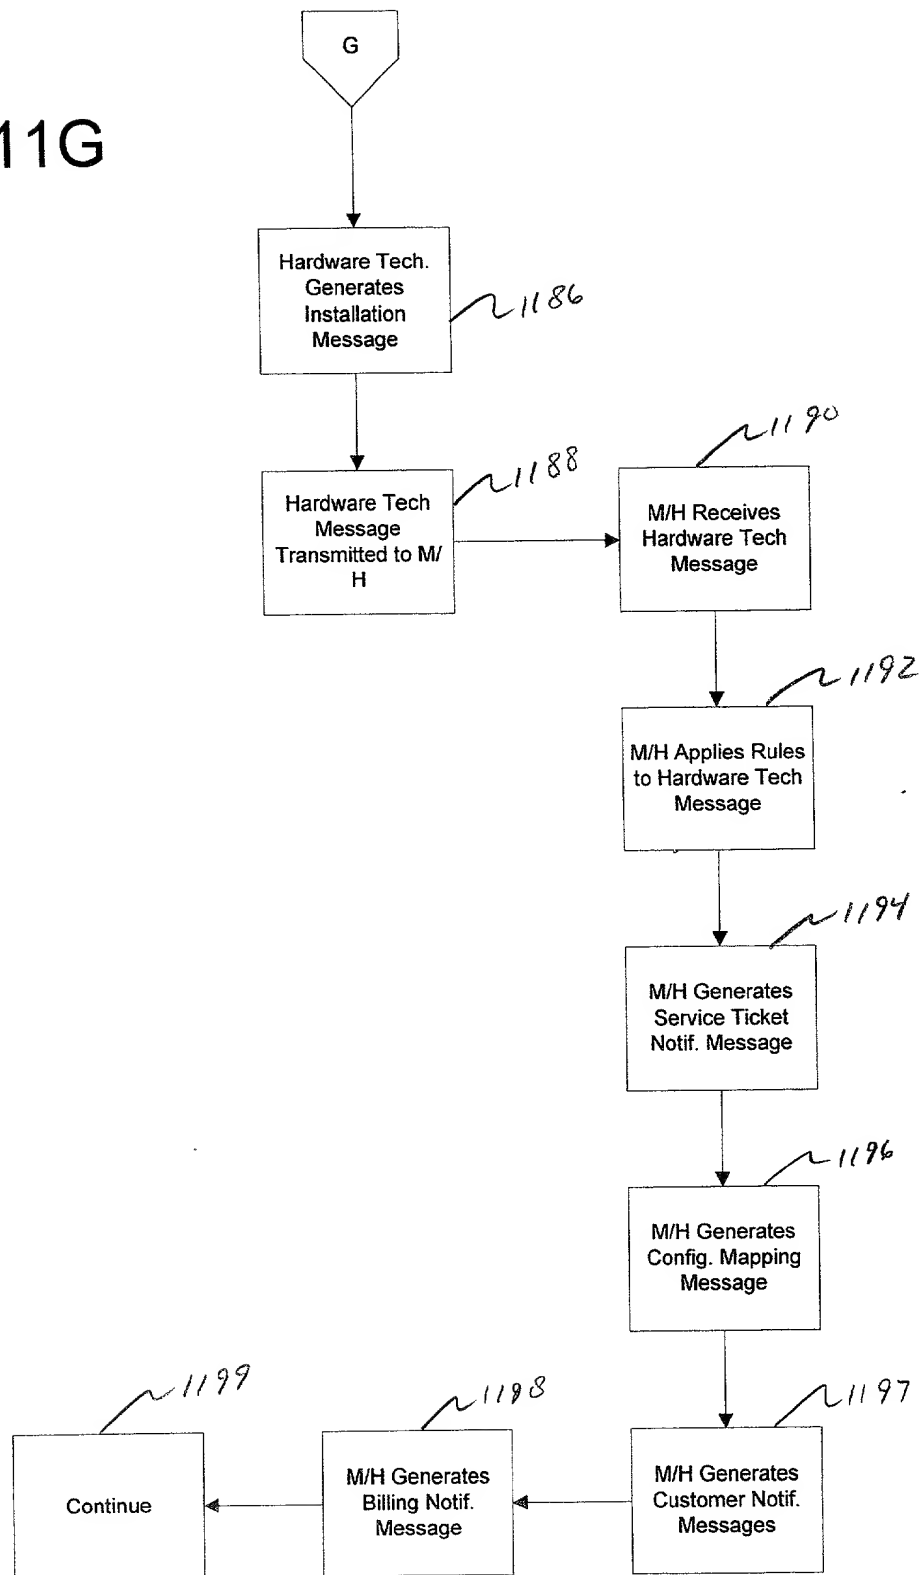 G
11G
Hardware Tech.
Generates
Installation
Message
1186
Hardware Tech
Message
Transmitted to M/
H
1188
1190
M/H Receives
Hardware Tech
Message
1192
M/H Applies Rules
to Hardware Tech
Message
1194
M/H Generates
Service Ticket
Notif. Message
1196
M/H Generates
Config. Mapping
Message
1197
M/H Generates
Customer Notif.
Messages
1198
M/H Generates
Billing Notif.
Message
1199
Continue